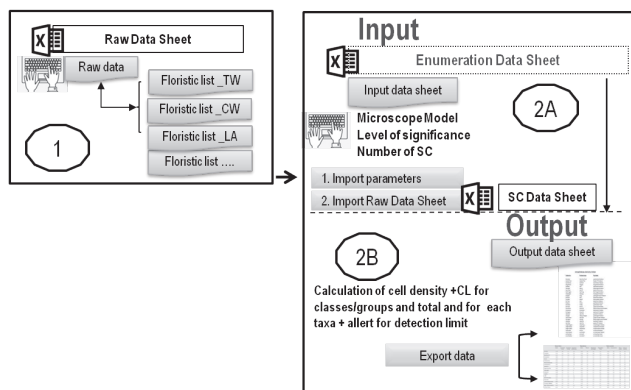 Raw Data Sheet
Raw data
Floristic list _TW
Floristic list _CW
Floristic list _LA
Floristic list ....
1
Input
Enumeration Data Sheet
Input data sheet
2A
Microscope Model
Level of significance
Number of SC
1. Import parameters
2. Import Raw Data Sheet
SC Data Sheet
Output
Output data sheet
2B
Calculation of cell density +CL for
classes/groups and total and for each
taxa + allert for detection limit
Export data